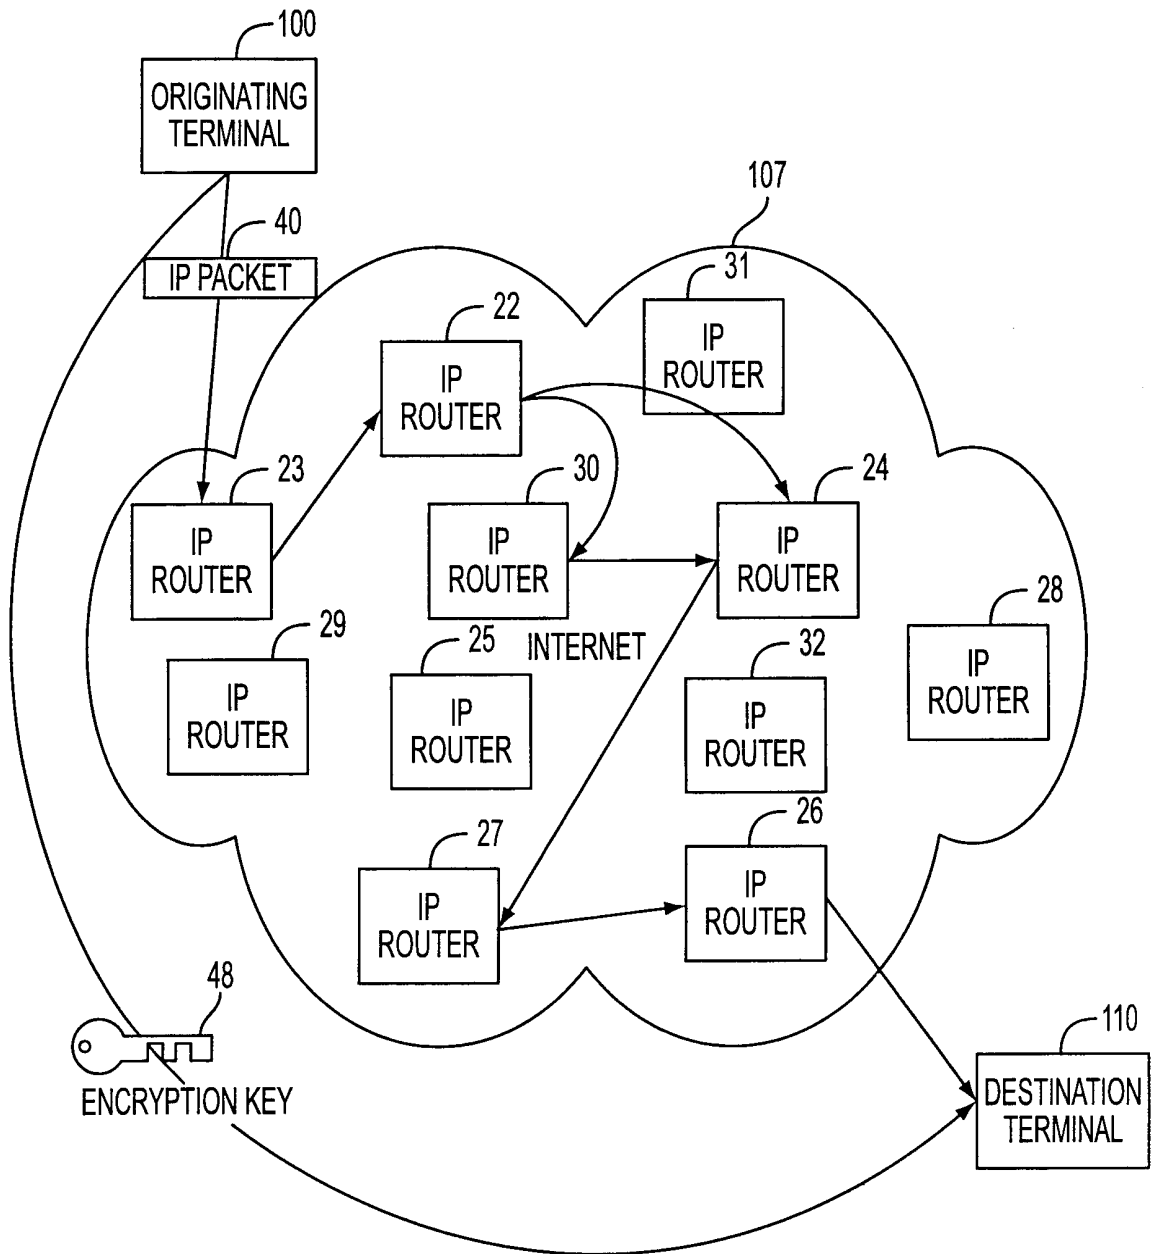 100
ORIGINATING
TERMINAL
40
IP PACKET
107
31
IP
ROUTER
22
IP
ROUTER
23
IP
ROUTER
30
IP
ROUTER
24
IP
ROUTER
29
IP
ROUTER
25
IP
ROUTER
INTERNET
32
IP
ROUTER
28
IP
ROUTER
27
IP
ROUTER
26
IP
ROUTER
48
ENCRYPTION KEY
110
DESTINATION
TERMINAL